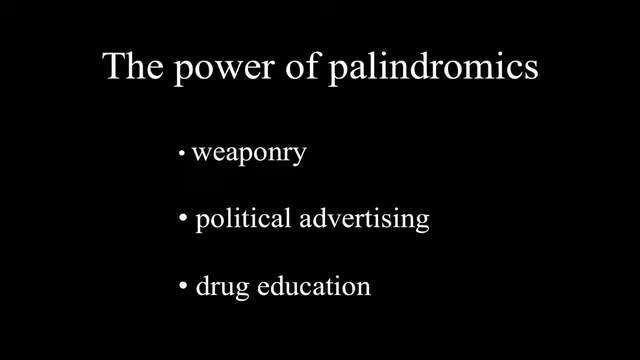 The power of palindromics
• weaponry
• political advertising
• drug education